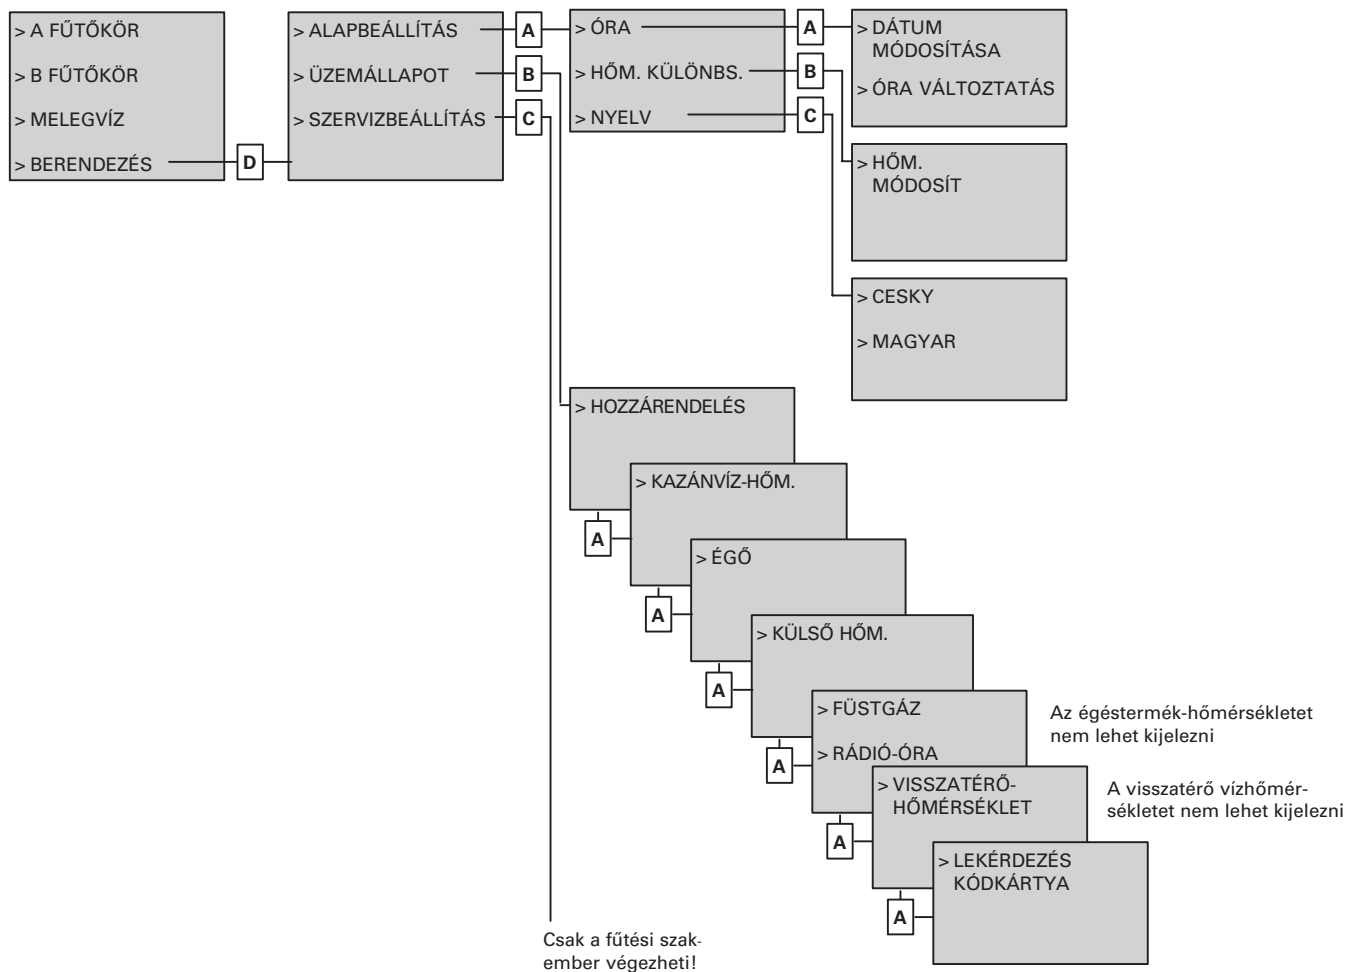 > A FŰTŐKÖR
> B FŰTŐKÖR
> MELEGVÍZ
> BERENDEZÉS
D
> ALAPBEÁLLÍTÁS
> ÜZEMÁLLAPOT
> SZERVIZBEÁLLÍTÁS
A
B
C
> ÓRA
> HŐM. KÜLÖNBS.
> NYELV
A
B
C
> DÁTUM
MÓDOSÍTÁSA
> ÓRA VÁLTOZTATÁS
> HŐM.
MÓDOSÍT
> CESKY
> MAGYAR
> HOZZÁRENDELÉS
A
> KAZÁNVÍZ-HŐM.
A
> ÉGŐ
A
> KÜLSŐ HŐM.
A
> FÜSTGÁZ
> RÁDIÓ-ÓRA
Az égéstermék-hőmérsékletet
nem lehet kijelezni
A
> VISSZATÉRŐ-
HŐMÉRSÉKLET
A visszatérő vízhőmér-
sékletet nem lehet kijelezni
A
> LEKÉRDEZÉS
KÓDKÁRTYA
Csak a fűtési szak-
ember végezheti!